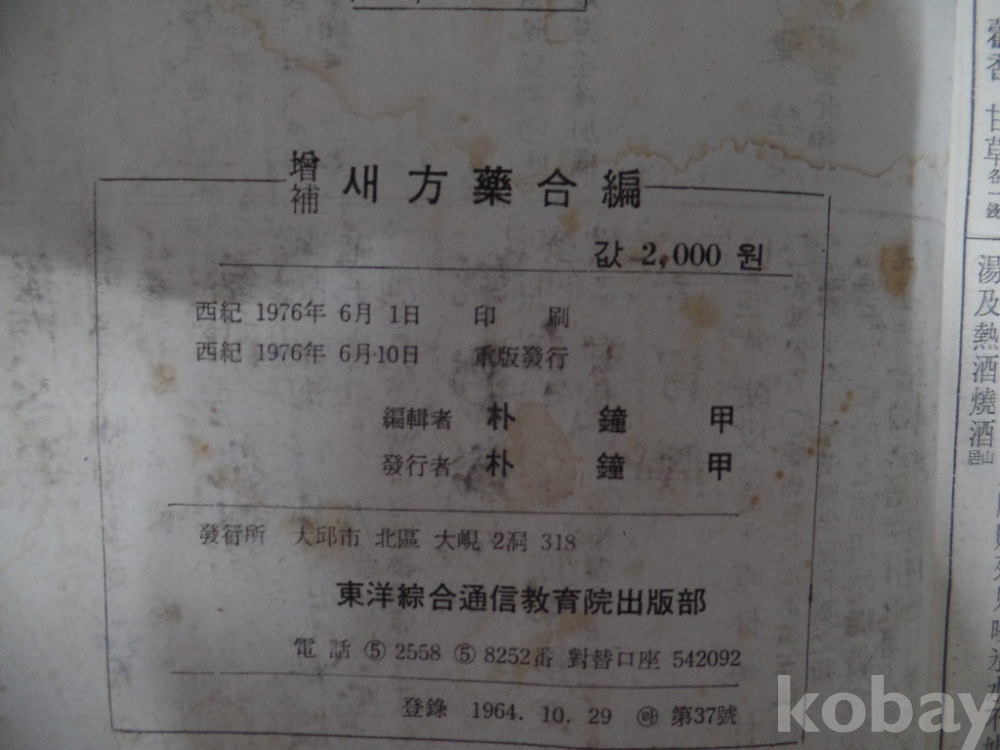 增補 새方藥合編
값 2,000 원
西紀 1976年 6月 1日 印 刷
西紀 1976年 6月 10日 重版發行
編輯者 朴 鐘 甲
發行者 朴 鐘 甲
發行所 大邱市 北區 大峴 2洞 318
東洋綜合通信敎育院出版部
電話 ⑤ 2558 ⑤ 8252番 對替口座 542092
登錄 1964. 10. 29 ㉣ 第37號
藿香 甘草各
湯及熱酒燒酒
居山
kobay